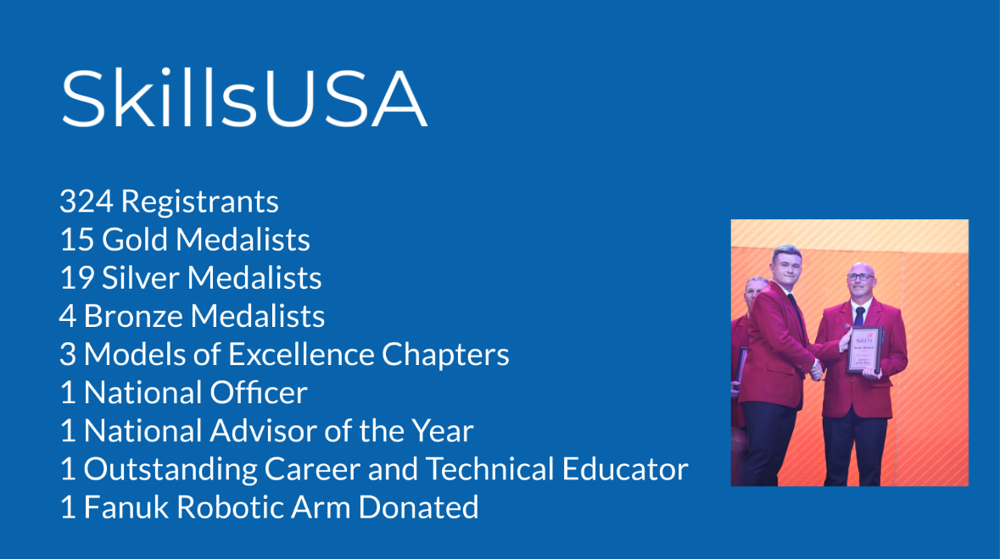 SkillsUSA
324 Registrants
15 Gold Medalists
19 Silver Medalists
4 Bronze Medalists
3 Models of Excellence Chapters
1 National Officer
1 National Advisor of the Year
1 Outstanding Career and Technical Educator
1 Fanuk Robotic Arm Donated
SkillsUSA